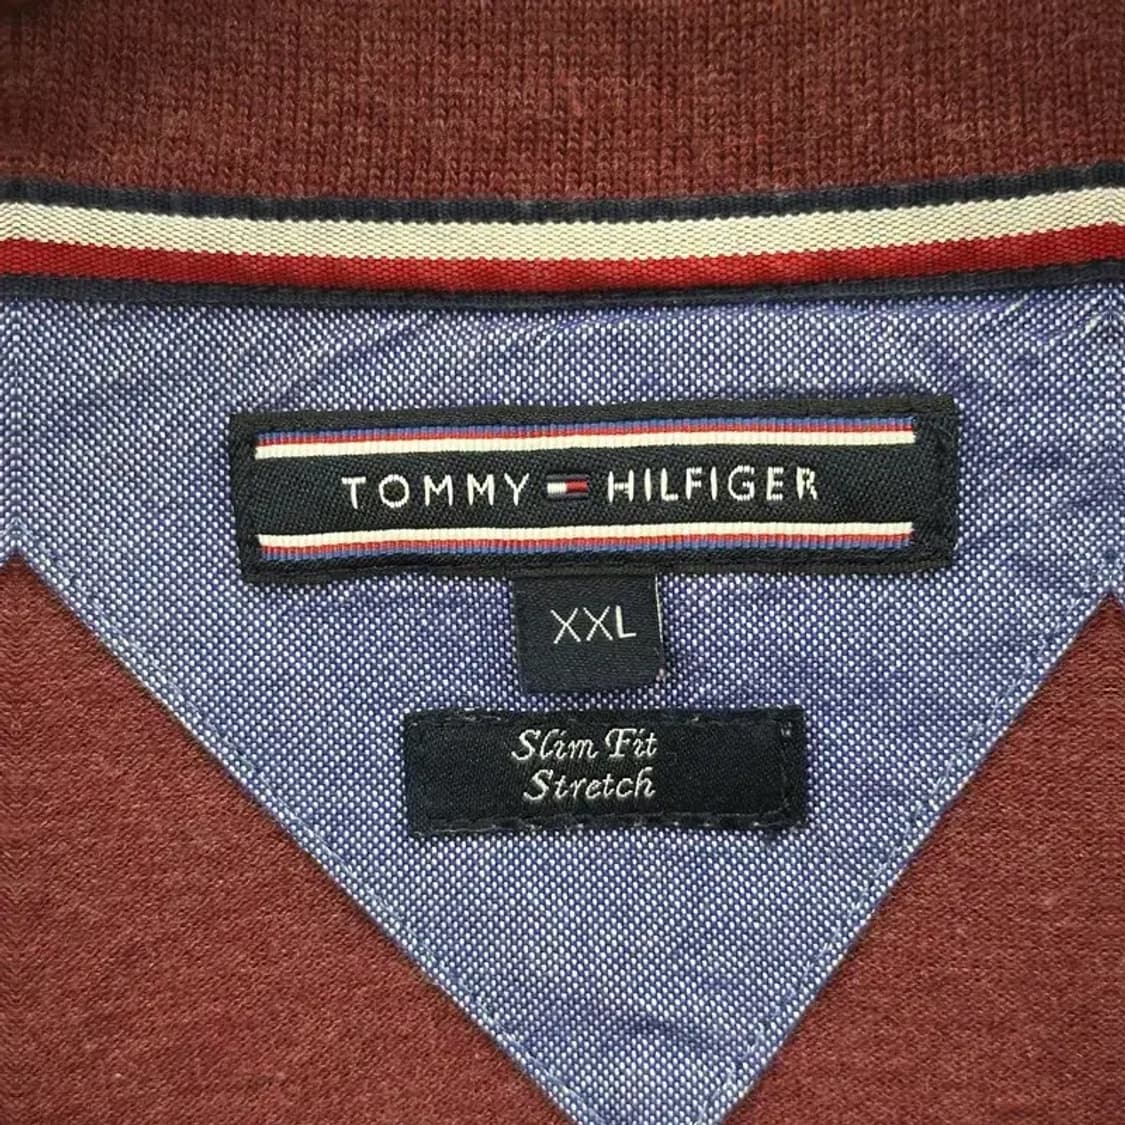 TOMMY HILFIGER
XXL
Slim Fit
Stretch